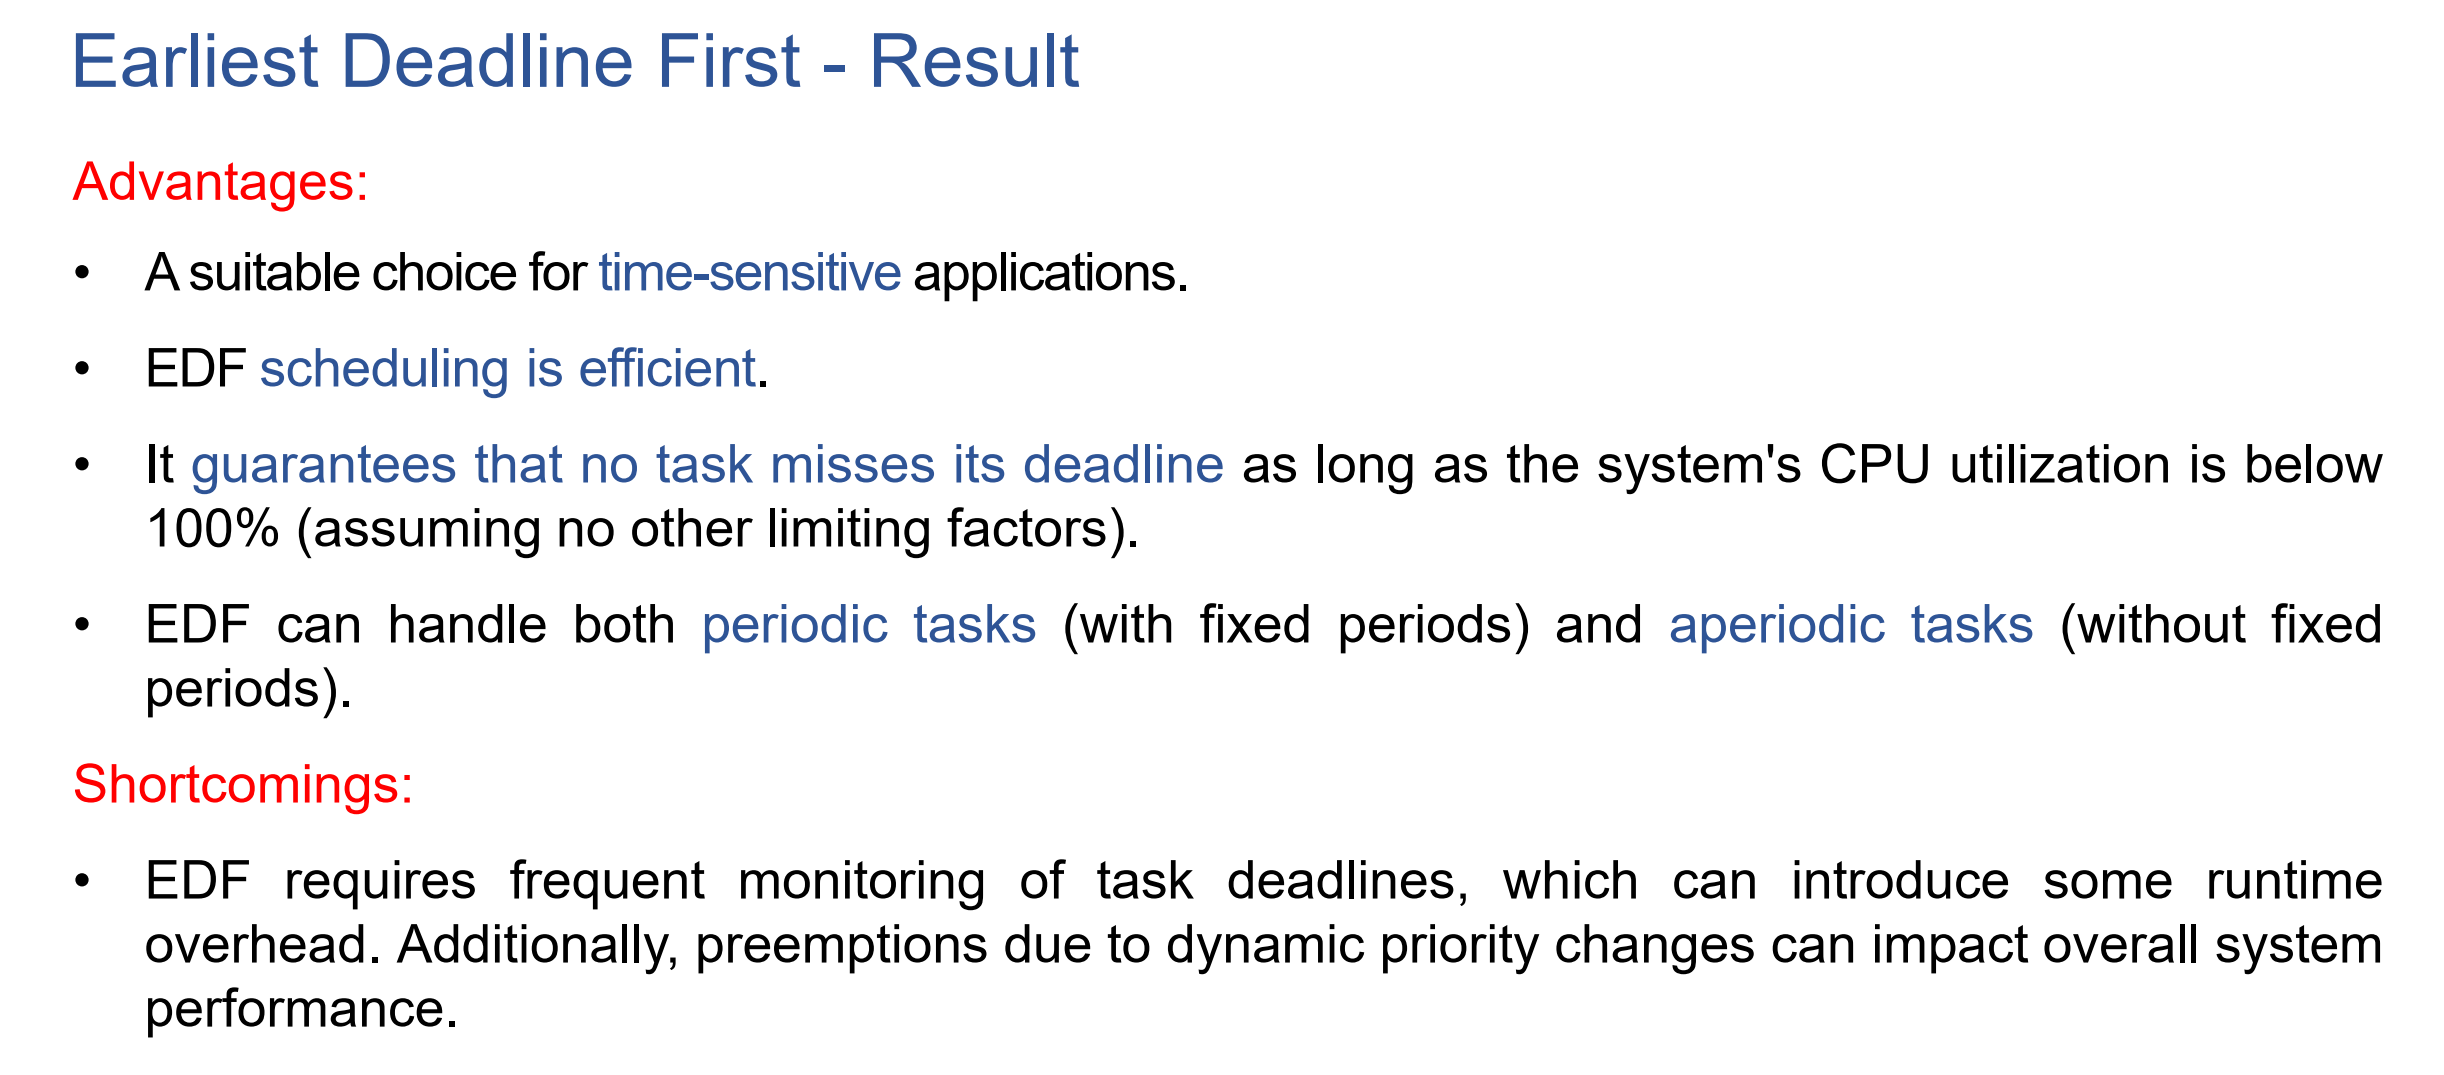 Earliest Deadline First - Result
Advantages:
• A suitable choice for time-sensitive applications.
• EDF scheduling is efficient.
• It guarantees that no task misses its deadline as long as the system's CPU utilization is below
100% (assuming no other limiting factors).
• EDF can handle both periodic tasks (with fixed periods) and aperiodic tasks (without fixed
periods).
Shortcomings:
• EDF requires frequent monitoring of task deadlines, which can introduce some runtime
overhead. Additionally, preemptions due to dynamic priority changes can impact overall system
performance.